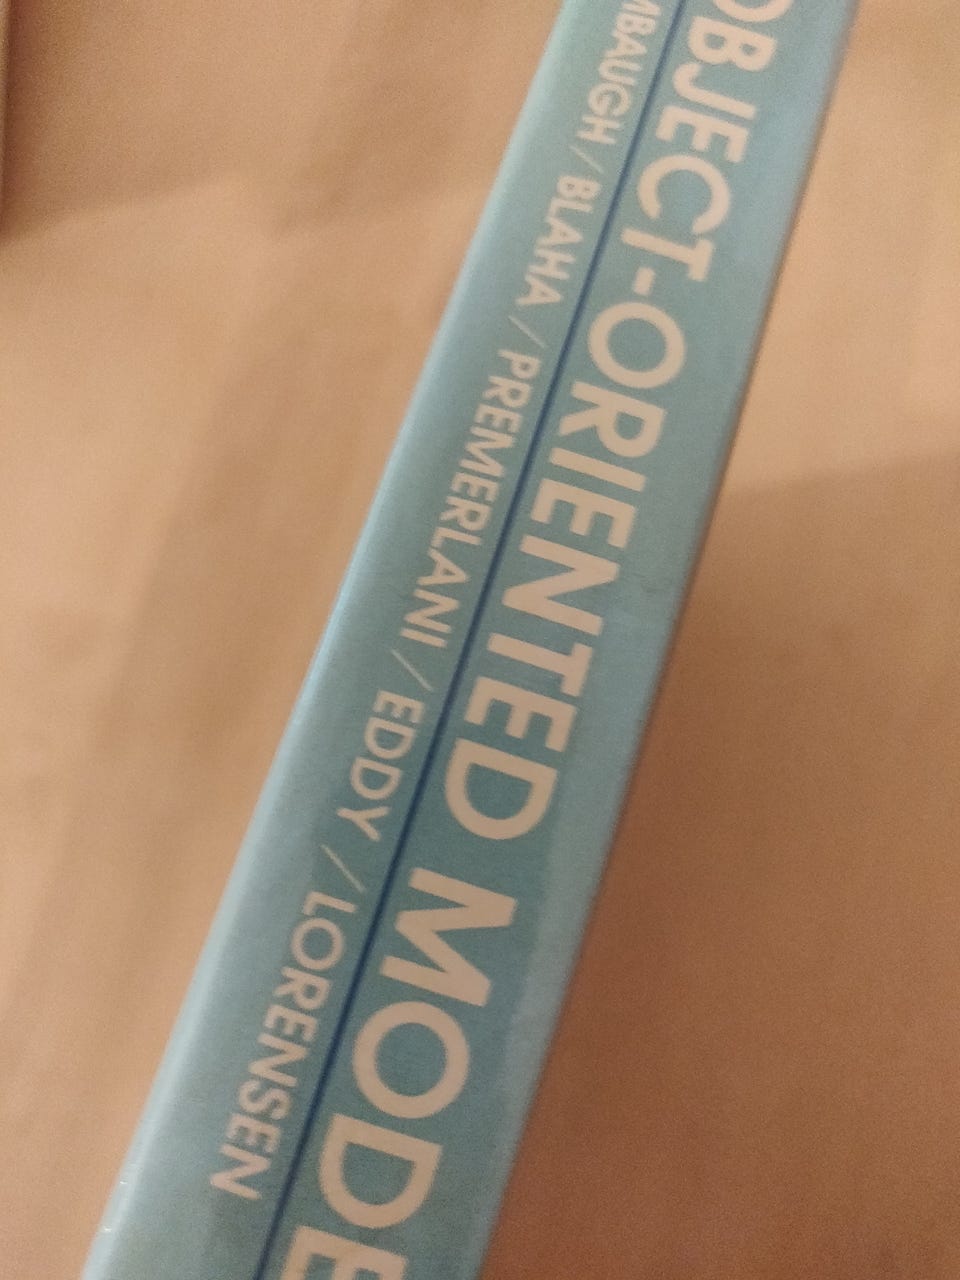 OBJECT-ORIENTED MODE
MBAUGH / BLAHA / PREMERLANI / EDDY / LORENSEN